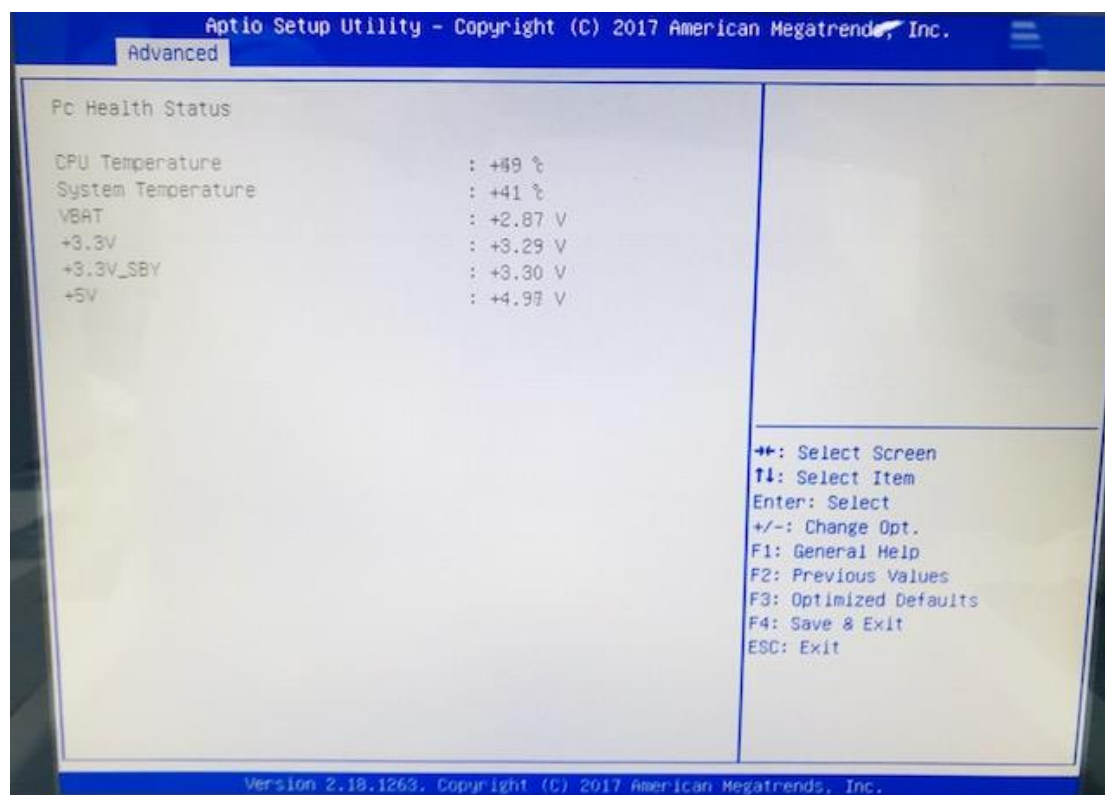 Aptio Setup Utility - Copyright (C) 2017 American Megatrends, Inc.
Advanced
Pc Health Status
CPU Temperature : +49 ℃
System Temperature : +41 ℃
VBAT : +2.87 V
+3.3V : +3.29 V
+3.3V_SBY : +3.30 V
+5V : V
→←: Select Screen
↑↓: Select Item
Enter: Select
+/-: Change Opt.
F1: General Help
F2: Previous Values
F3: Optimized Defaults
F4: Save & Exit
ESC: Exit
Version 2.18.1263. Copyright (C) 2017 American Megatrends, Inc.